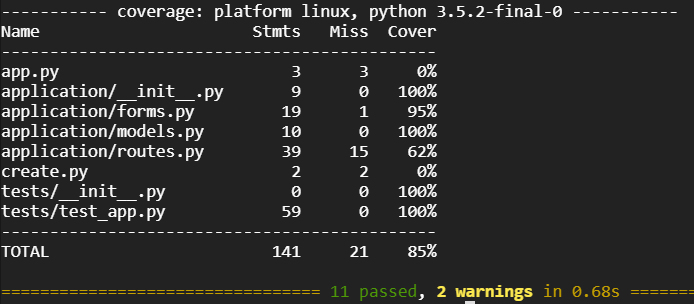 ----------- coverage: platform linux, python 3.5.2-final-0 -----------
Name                      Stmts   Miss  Cover
---------------------------------------------
app.py                        3      3     0%
application/__init__.py       9      0   100%
application/forms.py         19      1    95%
application/models.py        10      0   100%
application/routes.py        39     15    62%
create.py                     2      2     0%
tests/__init__.py             0      0   100%
tests/test_app.py            59      0   100%
---------------------------------------------
TOTAL                       141     21    85%
================================ 11 passed, 2 warnings in 0.68s =======